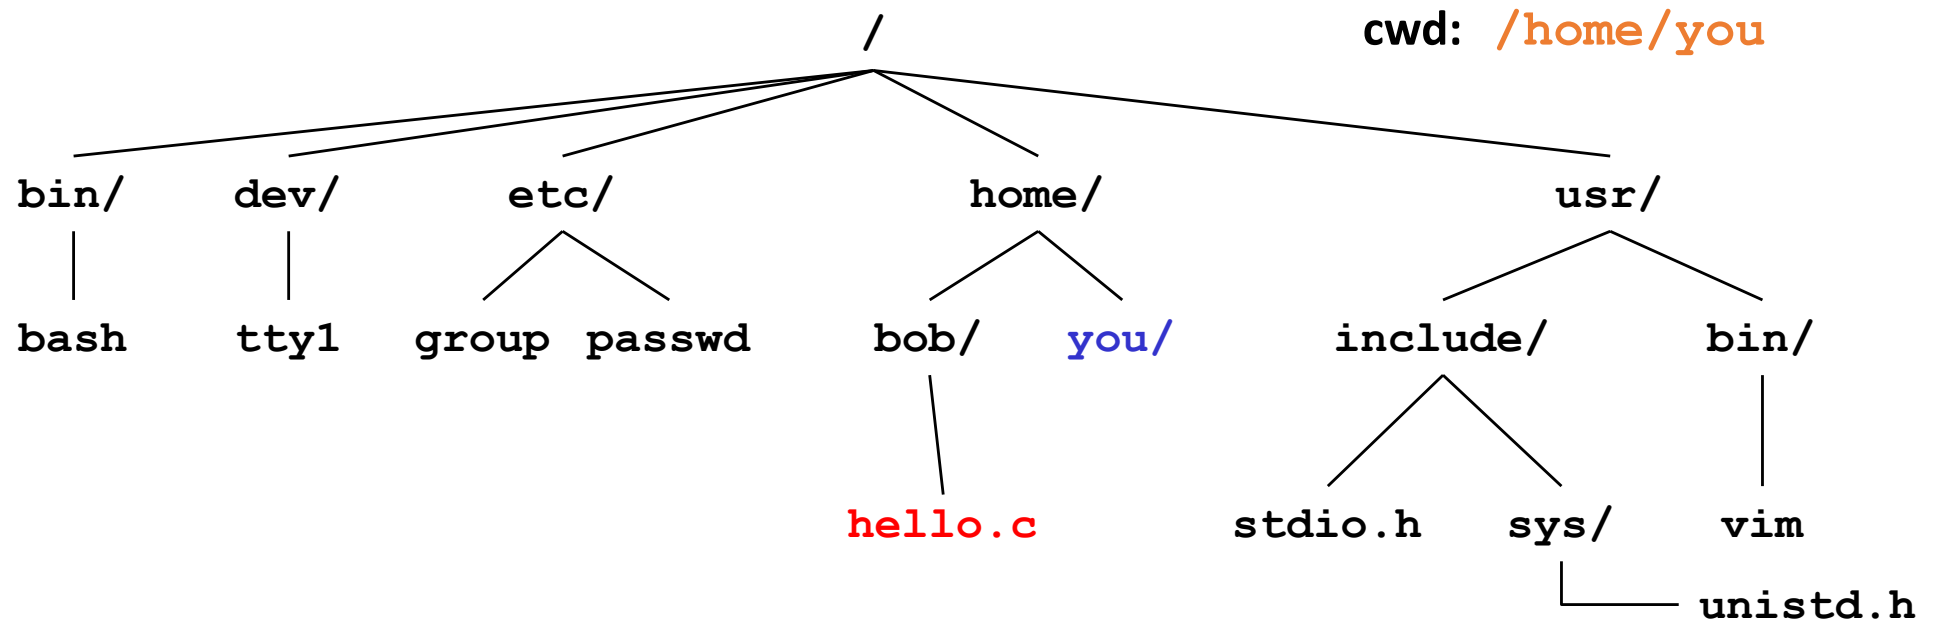 / cwd: /home/you
bin/ dev/ etc/ home/ usr/
bash tty1 group passwd bob/ you/ include/ bin/
hello.c stdio.h sys/ vim
unistd.h